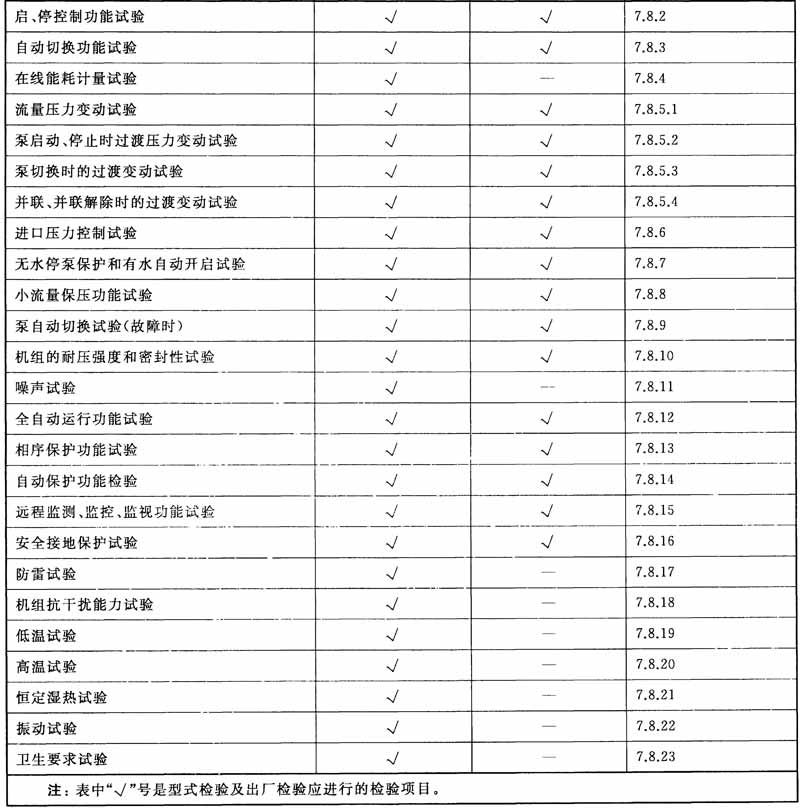 启、停控制功能试验 √ √ 7.8.2
自动切换功能试验 √ √ 7.8.3
在线能耗计量试验 √ — 7.8.4
流量压力变动试验 √ √ 7.8.5.1
泵启动、停止时过渡压力变动试验 √ √ 7.8.5.2
泵切换时的过渡变动试验 √ √ 7.8.5.3
并联、并联解除时的过渡变动试验 √ √ 7.8.5.4
进口压力控制试验 √ √ 7.8.6
无水停泵保护和有水自动开启试验 √ √ 7.8.7
小流量保压功能试验 √ √ 7.8.8
泵自动切换试验(故障时) √ √ 7.8.9
机组的耐压强度和密封性试验 √ √ 7.8.10
噪声试验 √ — 7.8.11
全自动运行功能试验 √ √ 7.8.12
相序保护功能试验 √ √ 7.8.13
自动保护功能检验 √ √ 7.8.14
远程监测、监控、监视功能试验 √ √ 7.8.15
安全接地保护试验 √ √ 7.8.16
防雷试验 √ — 7.8.17
机组抗干扰能力试验 √ — 7.8.18
低温试验 √ — 7.8.19
高温试验 √ — 7.8.20
恒定湿热试验 √ — 7.8.21
振动试验 √ — 7.8.22
卫生要求试验 √ — 7.8.23
注：表中“√”号是型式检验及出厂检验应进行的检验项目。